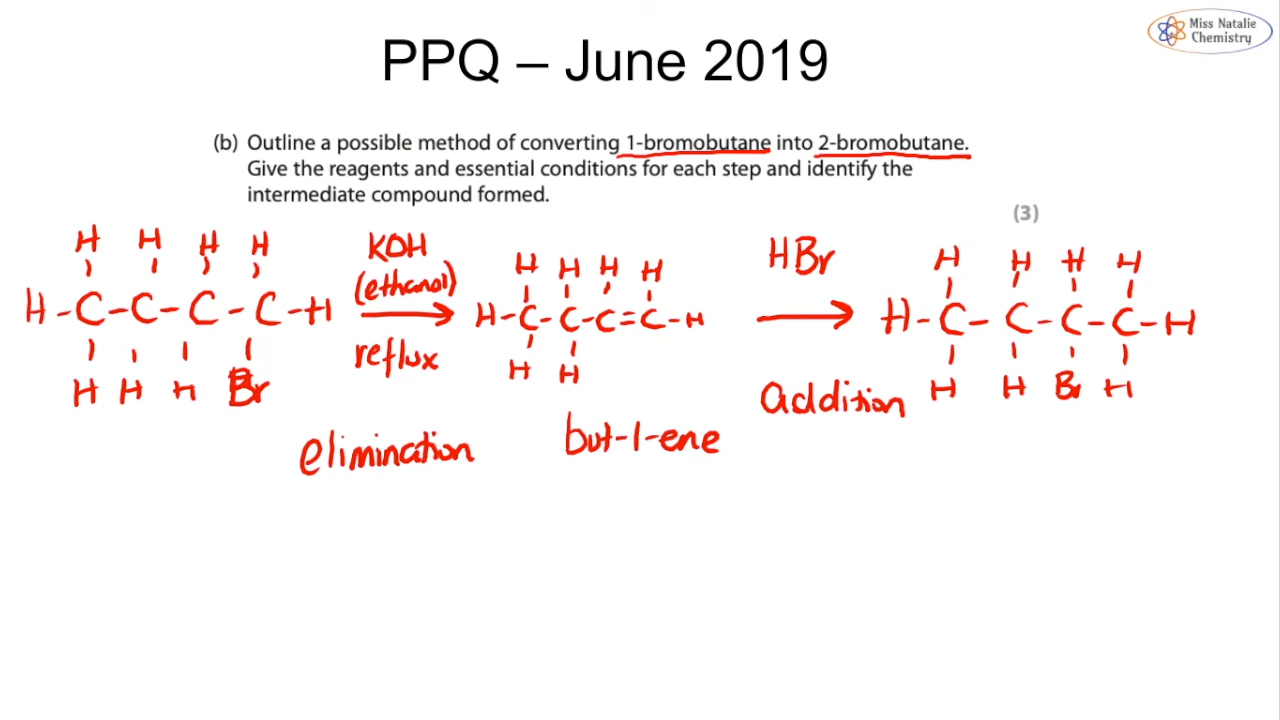 Miss Natalie
Chemistry
PPQ – June 2019
(b) Outline a possible method of converting 1-bromobutane into 2-bromobutane.
Give the reagents and essential conditions for each step and identify the
intermediate compound formed.
(3)
H H H H
H-C-C-C-C-H
H H H Br
KOH
(ethanol)
reflux
elimination
H H H H
H-C-C-C=C-H
H H
but-1-ene
HBr
addition
H H H H
H-C-C-C-C-H
H H Br H